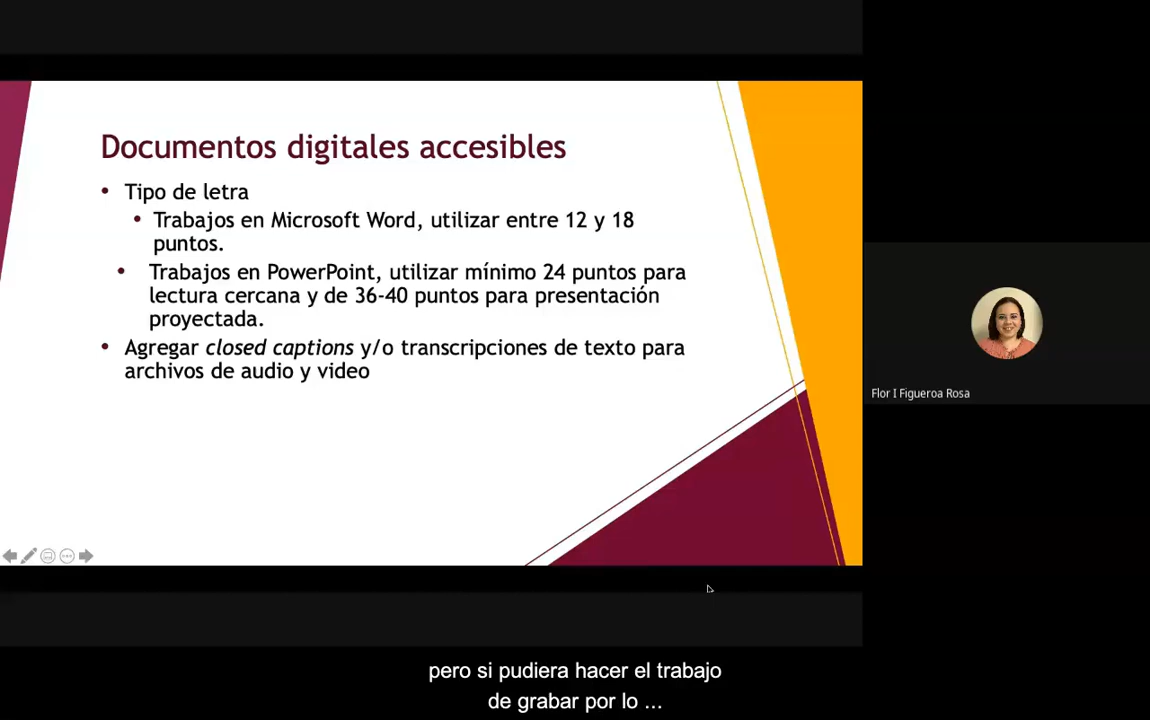 Documentos digitales accesibles
• Tipo de letra
• Trabajos en Microsoft Word, utilizar entre 12 y 18
puntos.
• Trabajos en PowerPoint, utilizar mínimo 24 puntos para
lectura cercana y de 36-40 puntos para presentación
proyectada.
• Agregar closed captions y/o transcripciones de texto para
archivos de audio y video
Flor I Figueroa Rosa
pero si pudiera hacer el trabajo
de grabar por lo ...